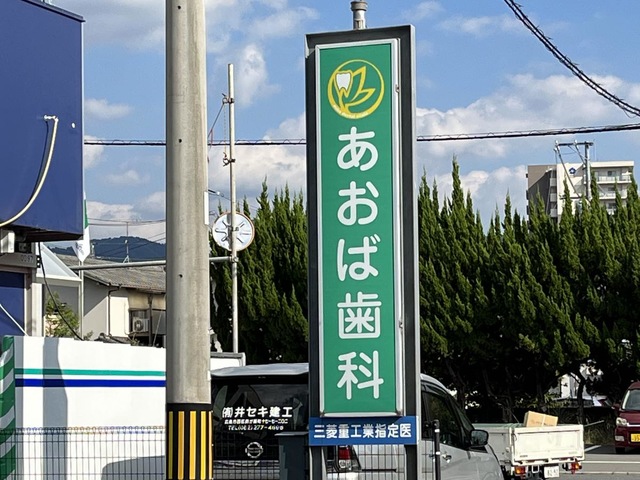 あおば歯科
三菱重工業指定医
㈲井セキ建工